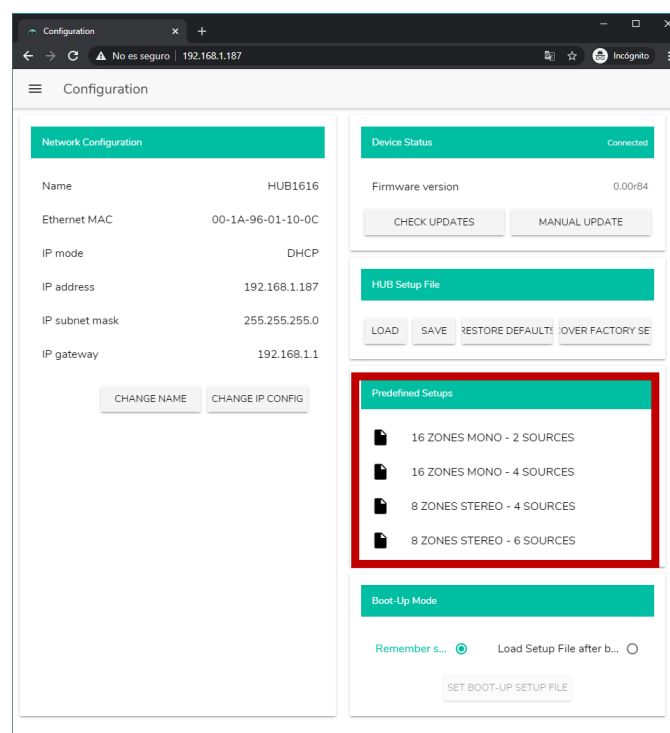 Configuration
No es seguro | 192.168.1.187
Incógnito
Configuration
Network Configuration
Name HUB1616
Ethernet MAC 00-1A-96-01-10-0C
IP mode DHCP
IP address 192.168.1.187
IP subnet mask 255.255.255.0
IP gateway 192.168.1.1
CHANGE NAME CHANGE IP CONFIG
Device Status Connected
Firmware version 0.00r84
CHECK UPDATES MANUAL UPDATE
HUB Setup File
LOAD SAVE RESTORE DEFAULTS OVER FACTORY SE
Predefined Setups
16 ZONES MONO - 2 SOURCES
16 ZONES MONO - 4 SOURCES
8 ZONES STEREO - 4 SOURCES
8 ZONES STEREO - 6 SOURCES
Boot-Up Mode
Remember s... Load Setup File after b...
SET BOOT-UP SETUP FILE